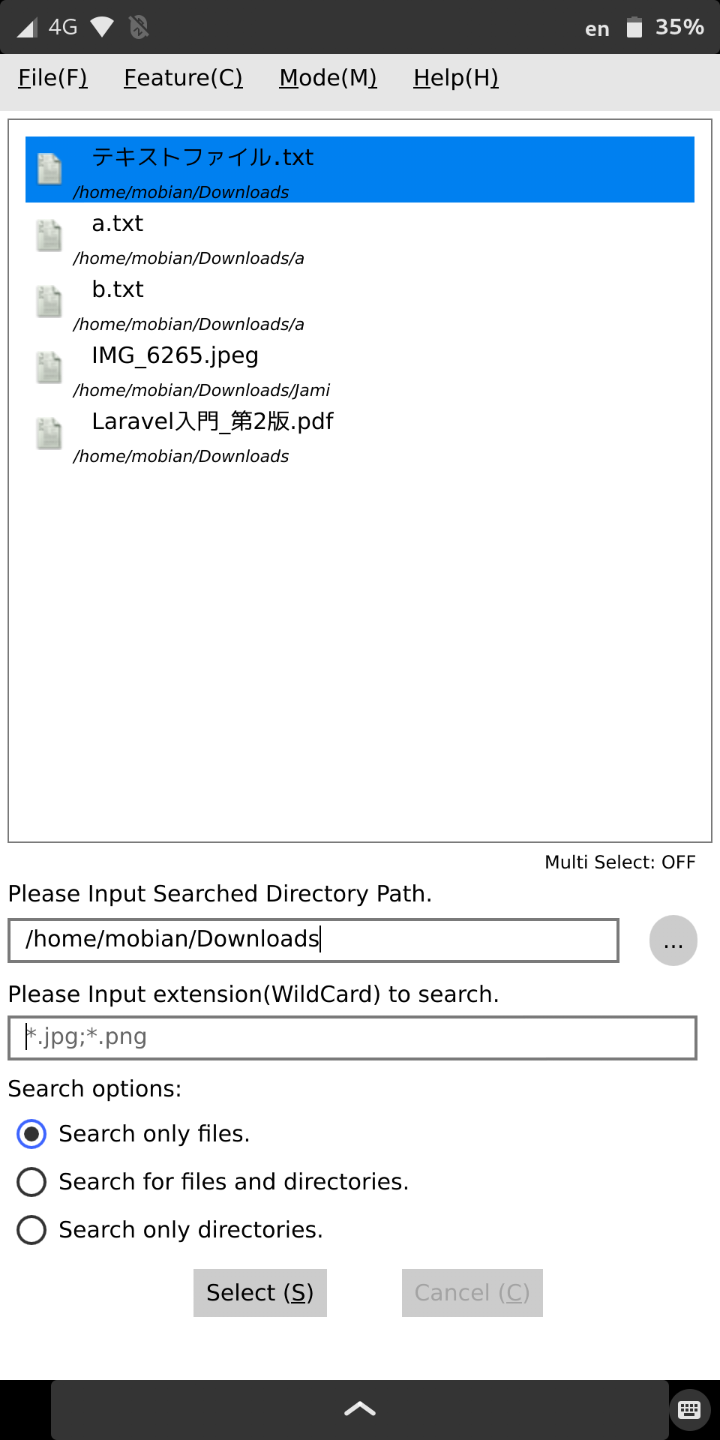 4G
en
35%
File(F) Feature(C) Mode(M) Help(H)
テキストファイル.txt
/home/mobian/Downloads
a.txt
/home/mobian/Downloads/a
b.txt
/home/mobian/Downloads/a
IMG_6265.jpeg
/home/mobian/Downloads/Jami
Laravel入門_第2版.pdf
/home/mobian/Downloads
Multi Select: OFF
Please Input Searched Directory Path.
/home/mobian/Downloads
...
Please Input extension(WildCard) to search.
*.jpg;*.png
Search options:
Search only files.
Search for files and directories.
Search only directories.
Select (S) Cancel (C)